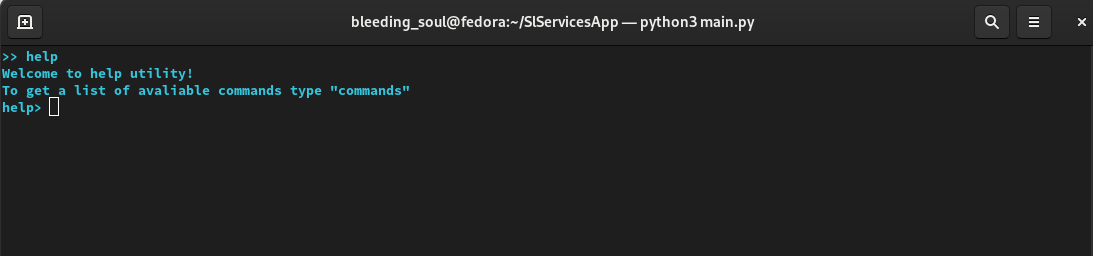 bleeding_soul@fedora:~/SlServicesApp — python3 main.py
>> help
Welcome to help utility!
To get a list of avaliable commands type "commands"
help>